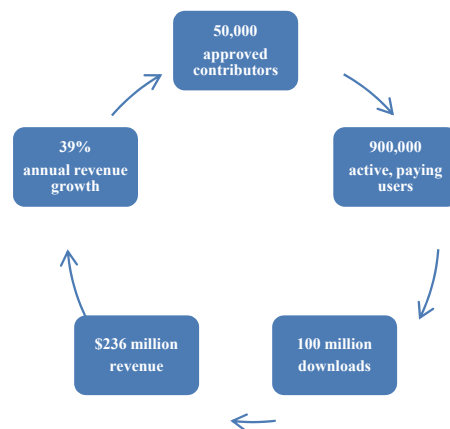 50,000
approved
contributors
900,000
active, paying
users
100 million
downloads
$236 million
revenue
39%
annual revenue
growth